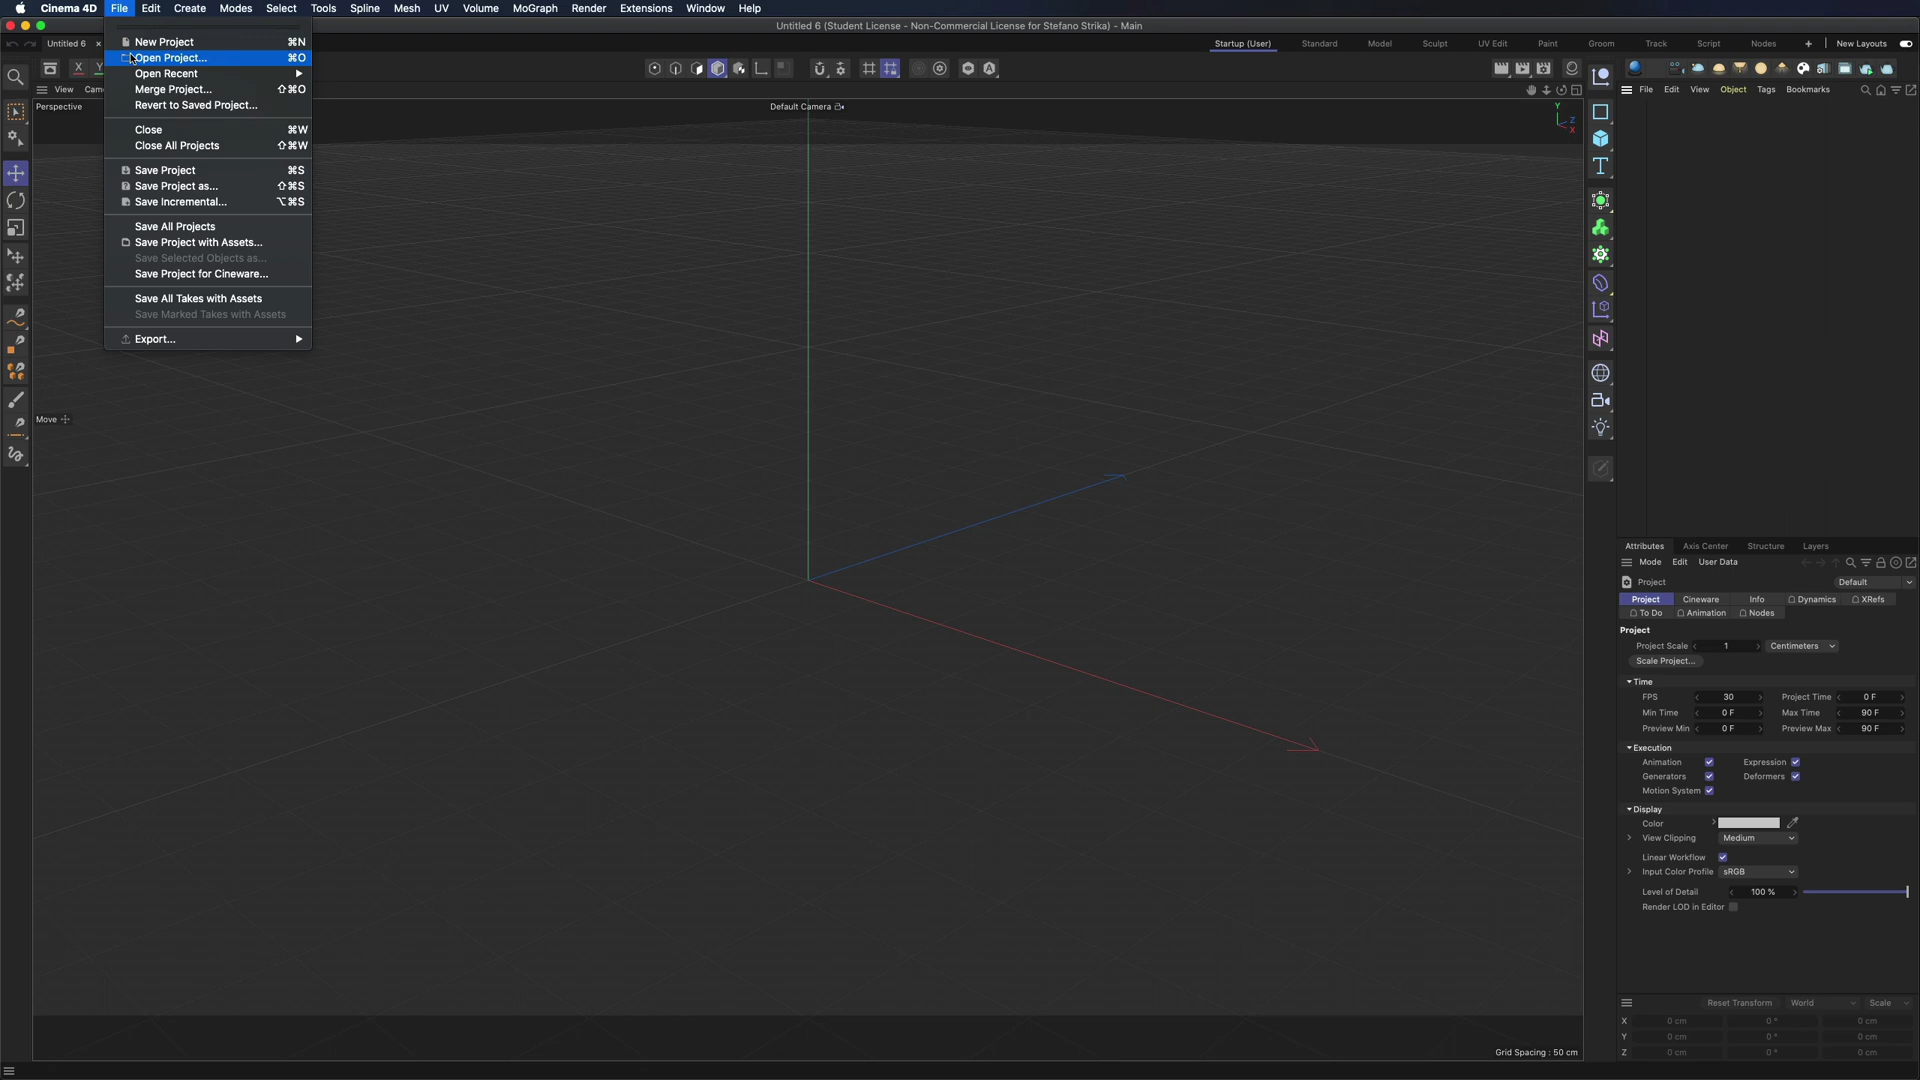 Cinema 4D File Edit Create Modes Select Tools Spline Mesh UV Volume MoGraph Render Extensions Window Help
Untitled 6 (Student License - Non-Commercial License for Stefano Strika) - Main
Untitled 6 ×
Startup (User) Standard Model Sculpt UV Edit Paint Groom Track Script Nodes + New Layouts
New Project ⌘N
Open Project... ⌘O
Open Recent
Merge Project... ⇧⌘O
Revert to Saved Project...
Close ⌘W
Close All Projects ⇧⌘W
Save Project ⌘S
Save Project as... ⇧⌘S
Save Incremental... ⌥⌘S
Save All Projects
Save Project with Assets...
Save Selected Objects as...
Save Project for Cineware...
Save All Takes with Assets
Save Marked Takes with Assets
Export...
X Y
View Cam
Perspective
Default Camera
Y
Z
X
Move
Grid Spacing : 50 cm
File Edit View Object Tags Bookmarks
Attributes Axis Center Structure Layers
Mode Edit User Data
Project Default
Project Cineware Info Dynamics XRefs
To Do Animation Nodes
Project
Project Scale 1 Centimeters
Scale Project...
Time
FPS 30 Project Time 0 F
Min Time 0 F Max Time 90 F
Preview Min 0 F Preview Max 90 F
Execution
Animation Expression
Generators Deformers
Motion System
Display
Color
View Clipping Medium
Linear Workflow
Input Color Profile sRGB
Level of Detail 100 %
Render LOD in Editor
Reset Transform World Scale
X 0 cm 0 ° 0 cm
Y 0 cm 0 ° 0 cm
Z 0 cm 0 ° 0 cm